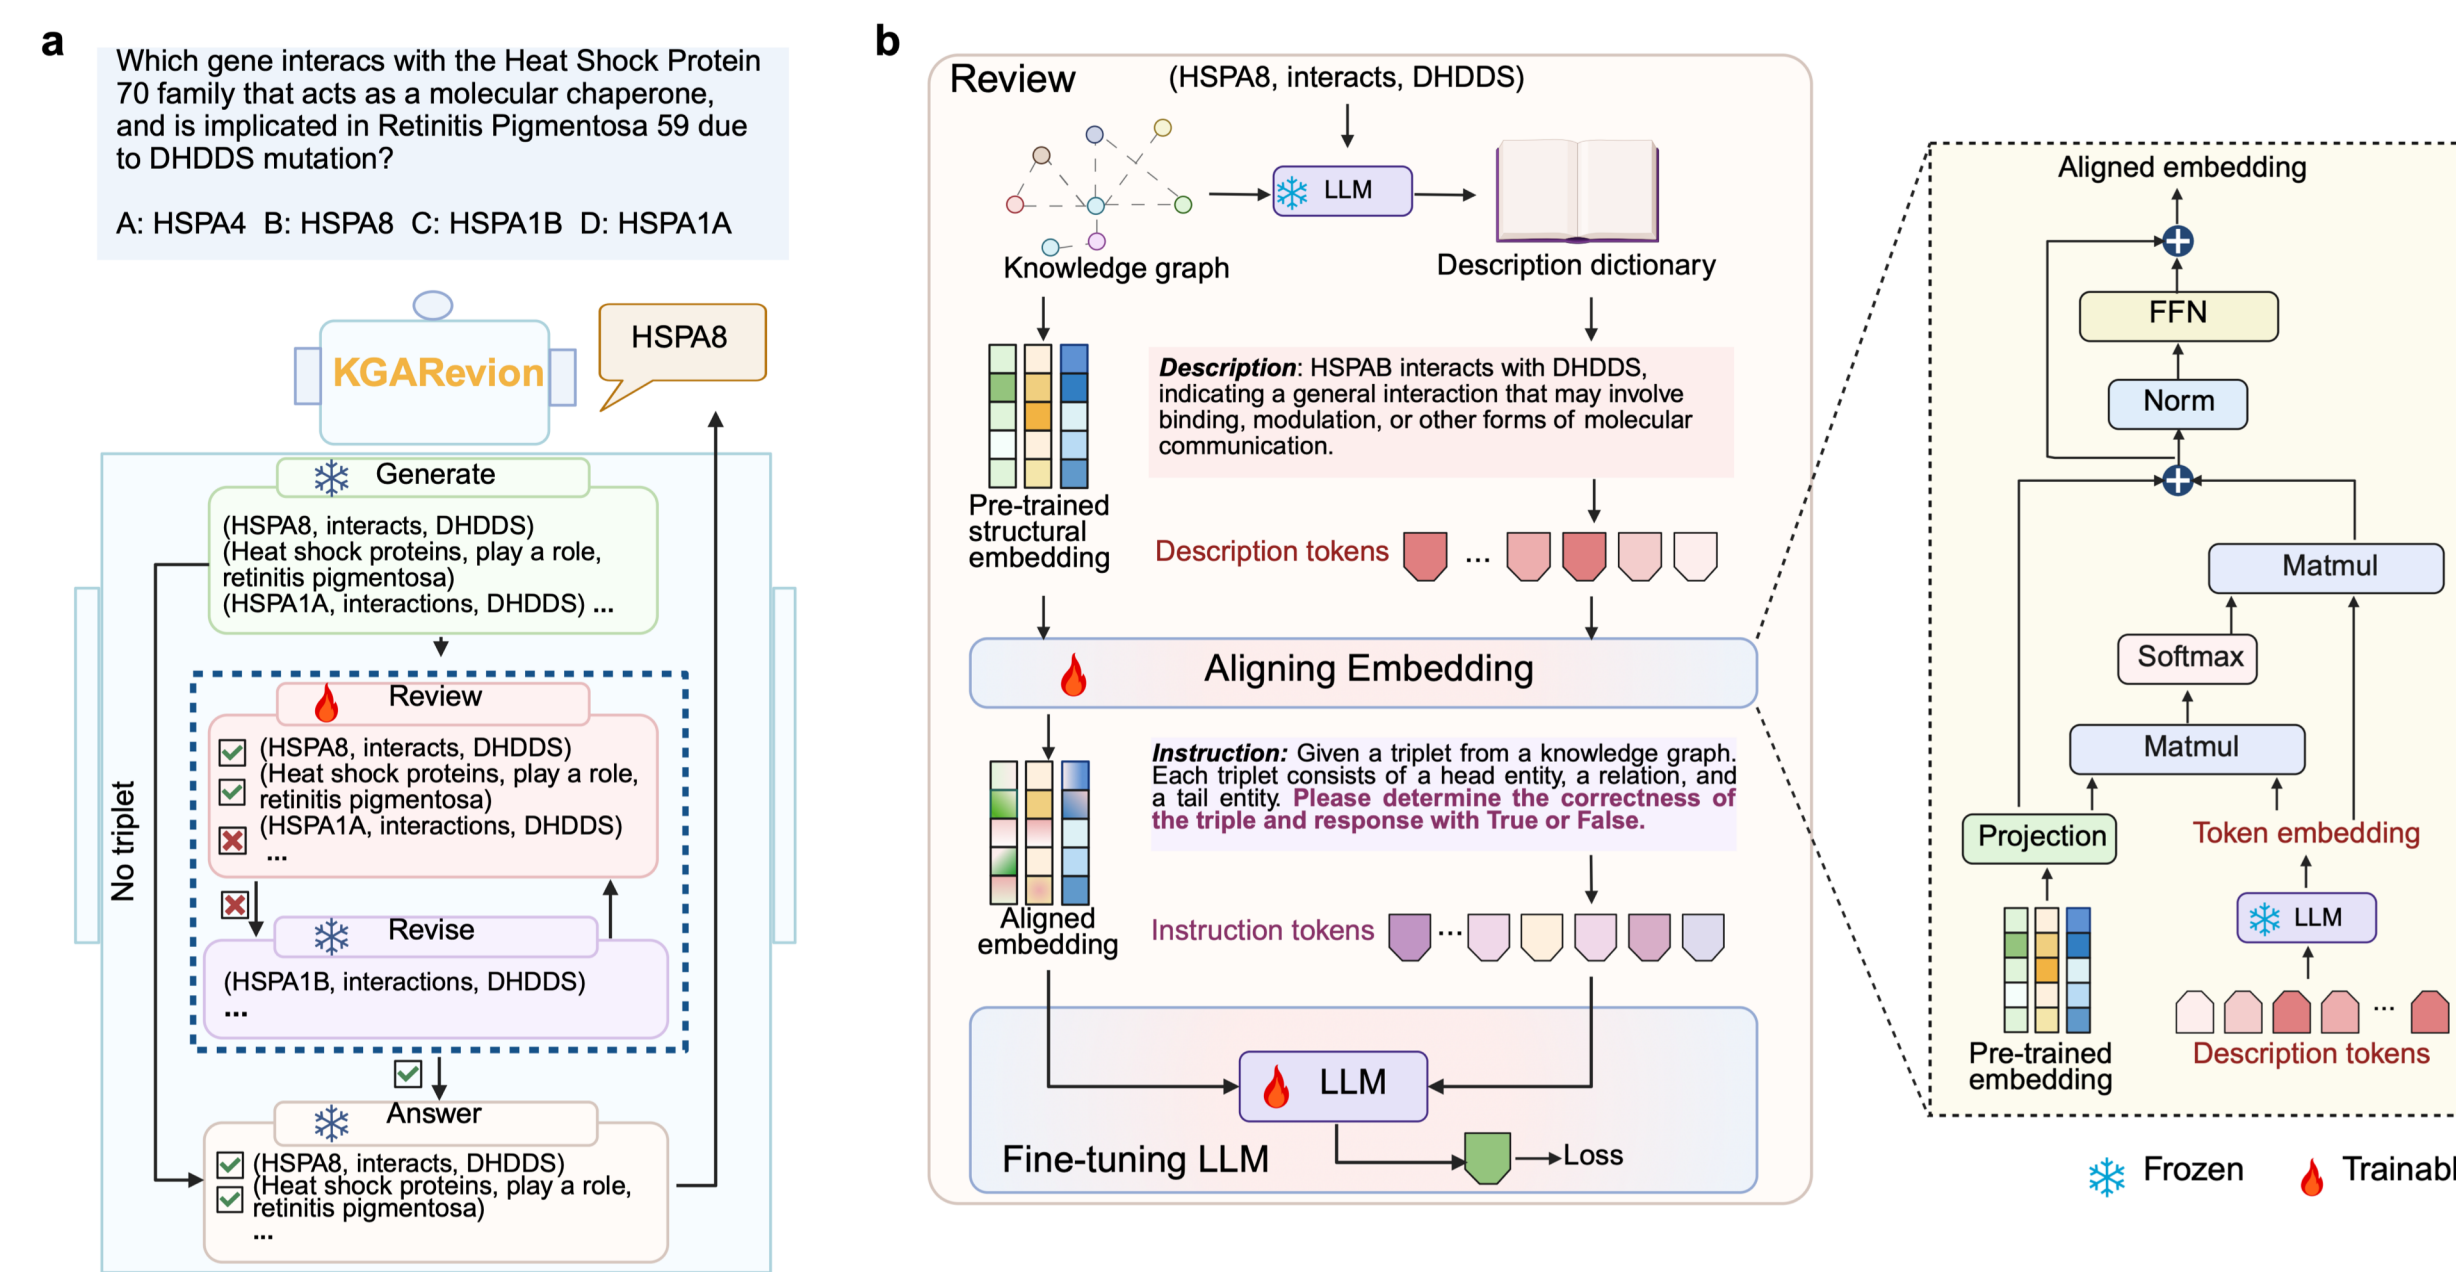 a
Which gene interacs with the Heat Shock Protein
70 family that acts as a molecular chaperone,
and is implicated in Retinitis Pigmentosa 59 due
to DHDDS mutation?
A: HSPA4 B: HSPA8 C: HSPA1B D: HSPA1A
KGARevion
HSPA8
Generate
(HSPA8, interacts, DHDDS)
(Heat shock proteins, play a role,
retinitis pigmentosa)
(HSPA1A, interactions, DHDDS) ...
No triplet
Review
(HSPA8, interacts, DHDDS)
(Heat shock proteins, play a role,
retinitis pigmentosa)
(HSPA1A, interactions, DHDDS)
...
Revise
(HSPA1B, interactions, DHDDS)
...
Answer
(HSPA8, interacts, DHDDS)
(Heat shock proteins, play a role,
retinitis pigmentosa)
...
b
Review
(HSPA8, interacts, DHDDS)
LLM
Knowledge graph
Description dictionary
Description: HSPAB interacts with DHDDS,
indicating a general interaction that may involve
binding, modulation, or other forms of molecular
communication.
Pre-trained
structural
embedding
Description tokens
...
Aligning Embedding
Instruction: Given a triplet from a knowledge graph.
Each triplet consists of a head entity, a relation, and
a tail entity. Please determine the correctness of
the triple and response with True or False.
Aligned
embedding
Instruction tokens
...
LLM
Fine-tuning LLM
Loss
Aligned embedding
FFN
Norm
Matmul
Softmax
Matmul
Projection
Token embedding
LLM
...
Pre-trained
embedding
Description tokens
Frozen
Trainabl